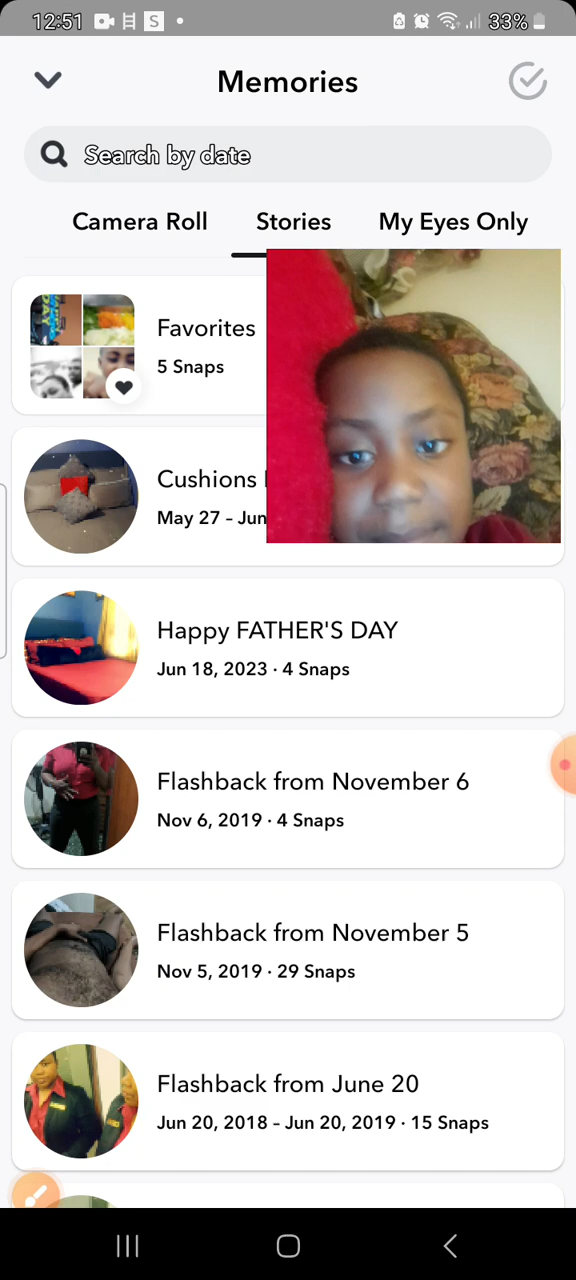 12:51 S 33%
Memories
Search by date
Camera Roll Stories My Eyes Only
Favorites
5 Snaps
Cushions
May 27 – Jun
Happy FATHER'S DAY
Jun 18, 2023 · 4 Snaps
Flashback from November 6
Nov 6, 2019 · 4 Snaps
Flashback from November 5
Nov 5, 2019 · 29 Snaps
Flashback from June 20
Jun 20, 2018 – Jun 20, 2019 · 15 Snaps